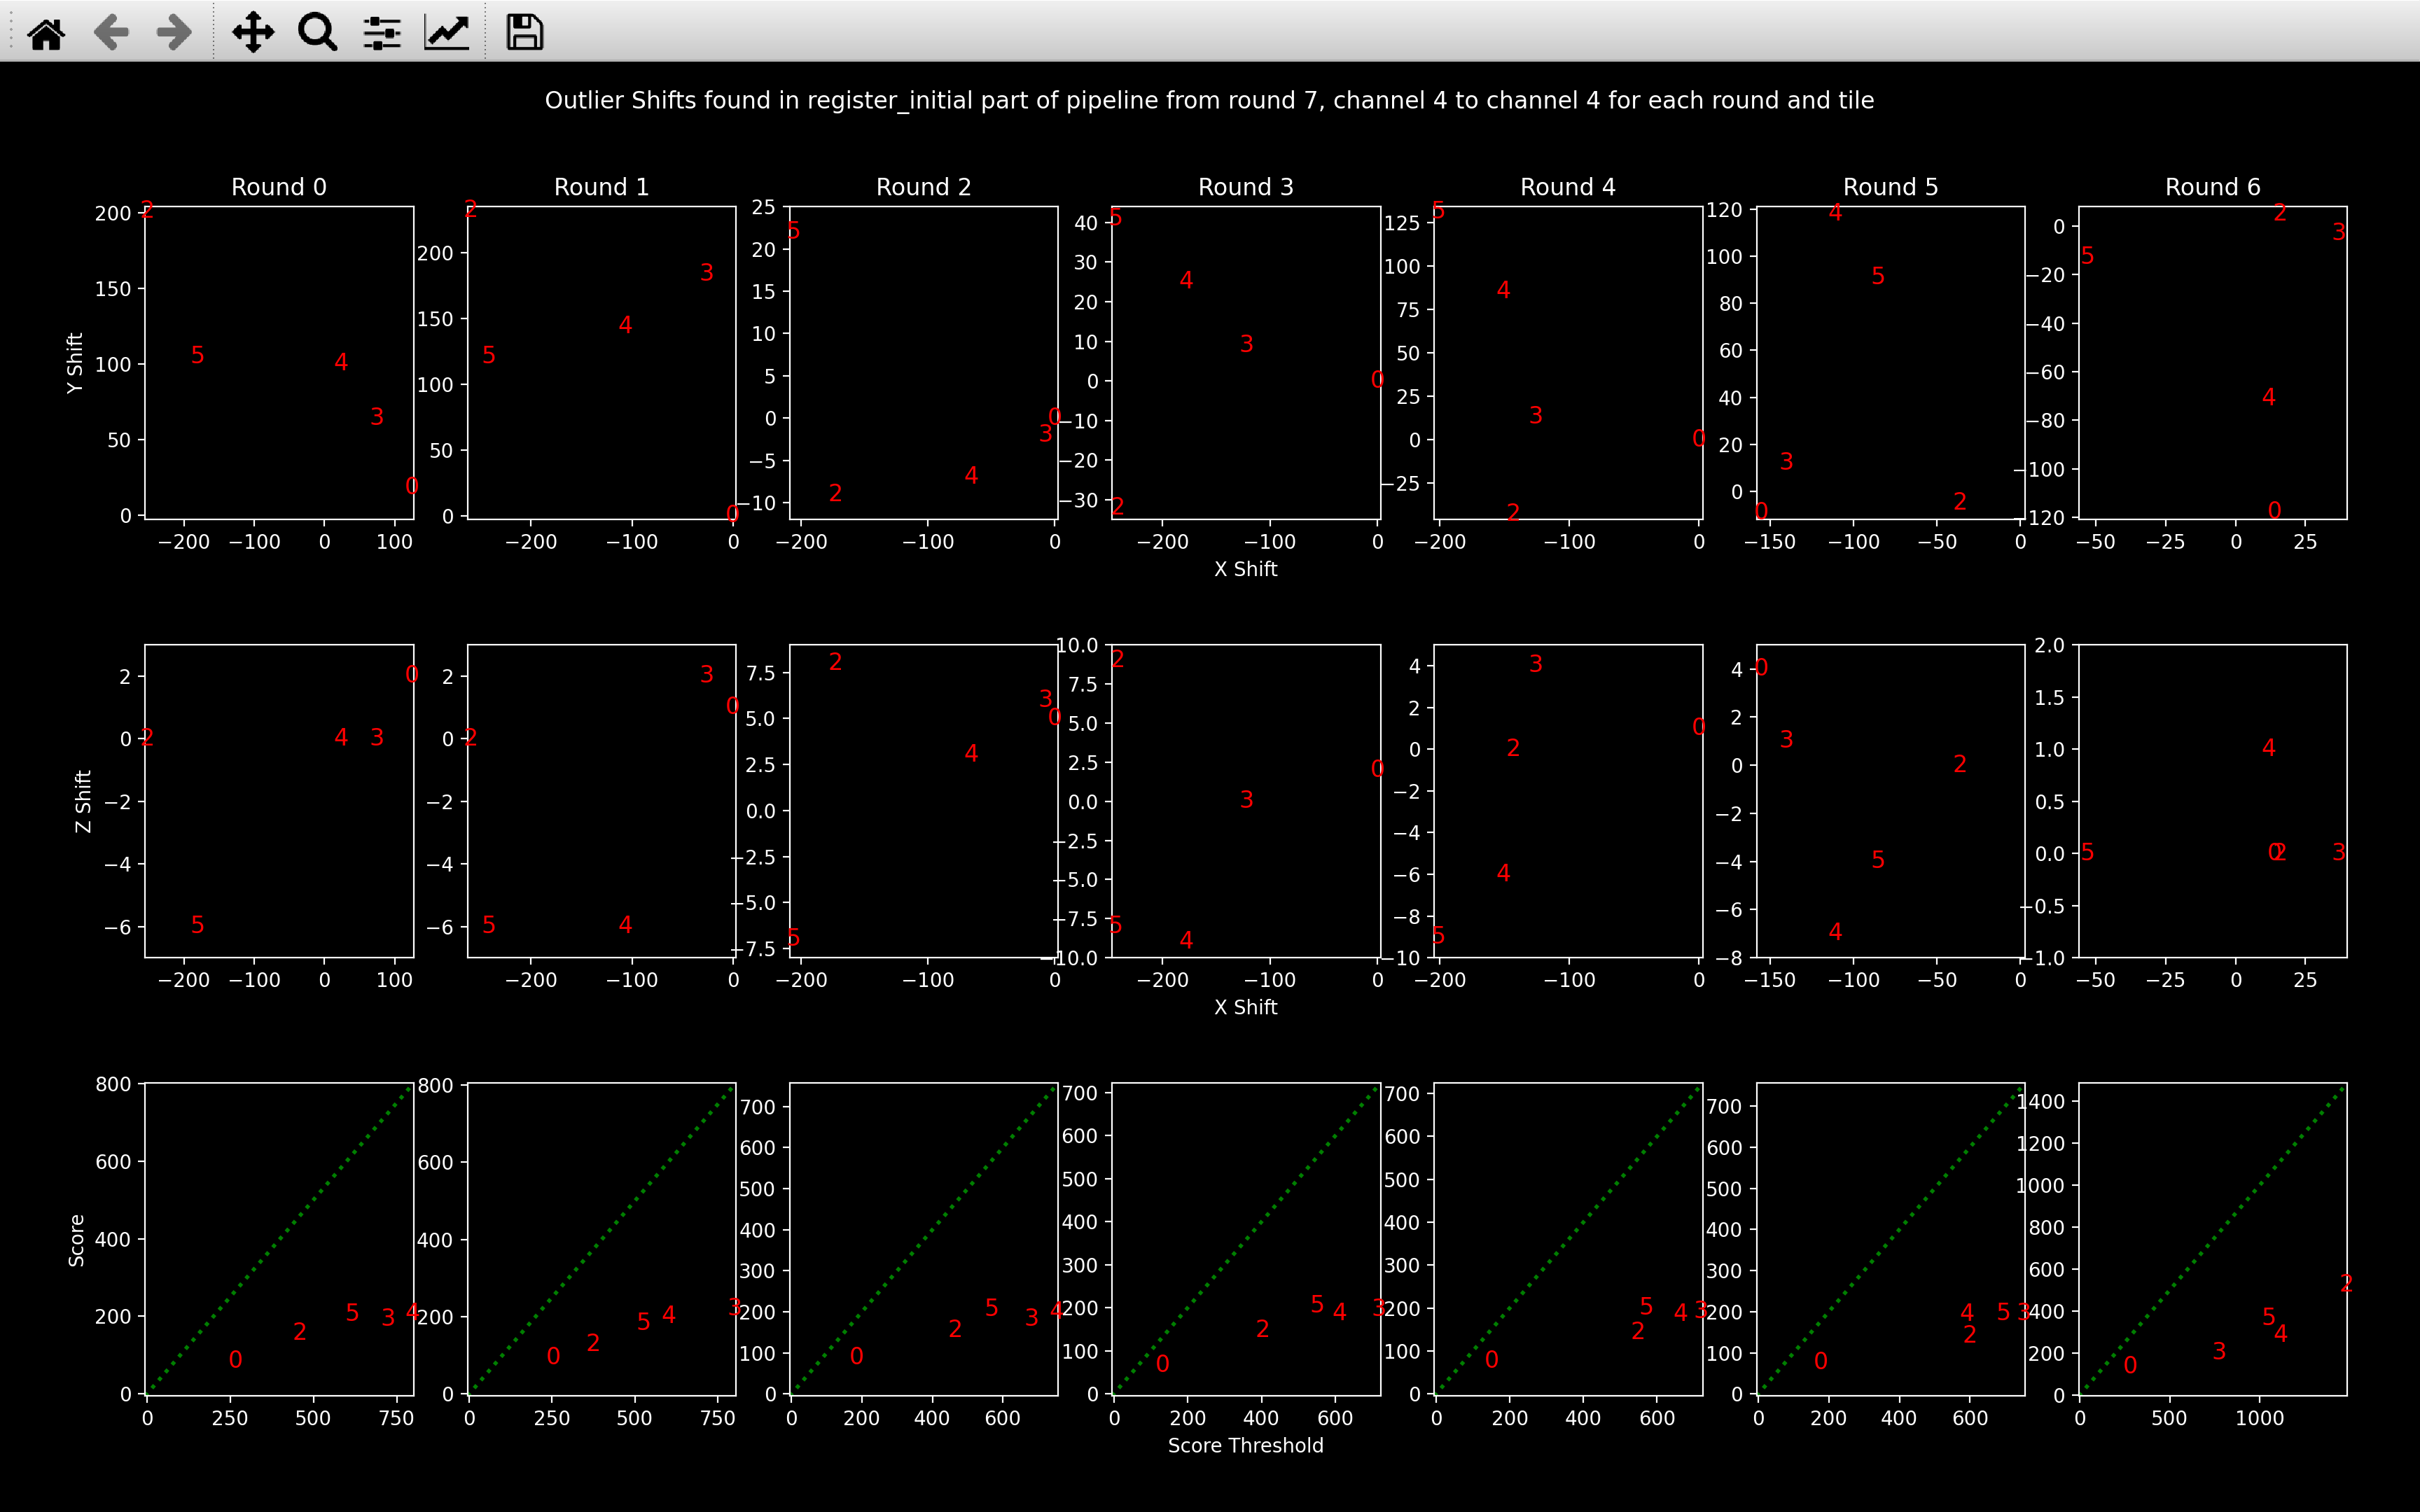 Outlier Shifts found in register_initial part of pipeline from round 7, channel 4 to channel 4 for each round and tile
Round 0 Round 1 Round 2 Round 3 Round 4 Round 5 Round 6
Y Shift
200 150 100 50 0
2 5 4 3 0
−200 −100 0 100
200 150 100 50 0
2 3 4 5 0
−200 −100 0
25 20 15 10 5 0 −5 −10
5 0 3 4 2
−200 −100 0
40 30 20 10 0 −10 −20 −30
5 4 3 0 2
−200 −100 0
125 100 75 50 25 0 −25
5 4 3 0 2
−200 −100 0
120 100 80 60 40 20 0
4 5 3 2 0
−150 −100 −50 0
0 −20 −40 −60 −80 −100 −120
2 3 5 4 0
−50 −25 0 25
X Shift
Z Shift
2 0 −2 −4 −6
0 2 4 3 5
−200 −100 0 100
2 0 −2 −4 −6
3 0 2 5 4
−200 −100 0
7.5 5.0 2.5 0.0 −2.5 −5.0 −7.5
2 3 0 4 5
−200 −100 0
10.0 7.5 5.0 2.5 0.0 −2.5 −5.0 −7.5 −10.0
2 0 3 5 4
−200 −100 0
4 2 0 −2 −4 −6 −8 −10
3 0 2 4 5
−200 −100 0
4 2 0 −2 −4 −6 −8
0 3 2 5 4
−150 −100 −50 0
2.0 1.5 1.0 0.5 0.0 −0.5 −1.0
4 5 0 2 3
−50 −25 0 25
X Shift
Score
800 600 400 200 0
0 2 5 3 4
0 250 500 750
800 600 400 200 0
0 2 5 4 3
0 250 500 750
700 600 500 400 300 200 100 0
0 2 5 3 4
0 200 400 600
700 600 500 400 300 200 100 0
0 2 5 4 3
0 200 400 600
700 600 500 400 300 200 100 0
0 2 5 4 3
0 200 400 600
700 600 500 400 300 200 100 0
0 4 2 5 3
0 200 400 600
1400 1200 1000 800 600 400 200 0
0 3 5 4 2
0 500 1000
Score Threshold